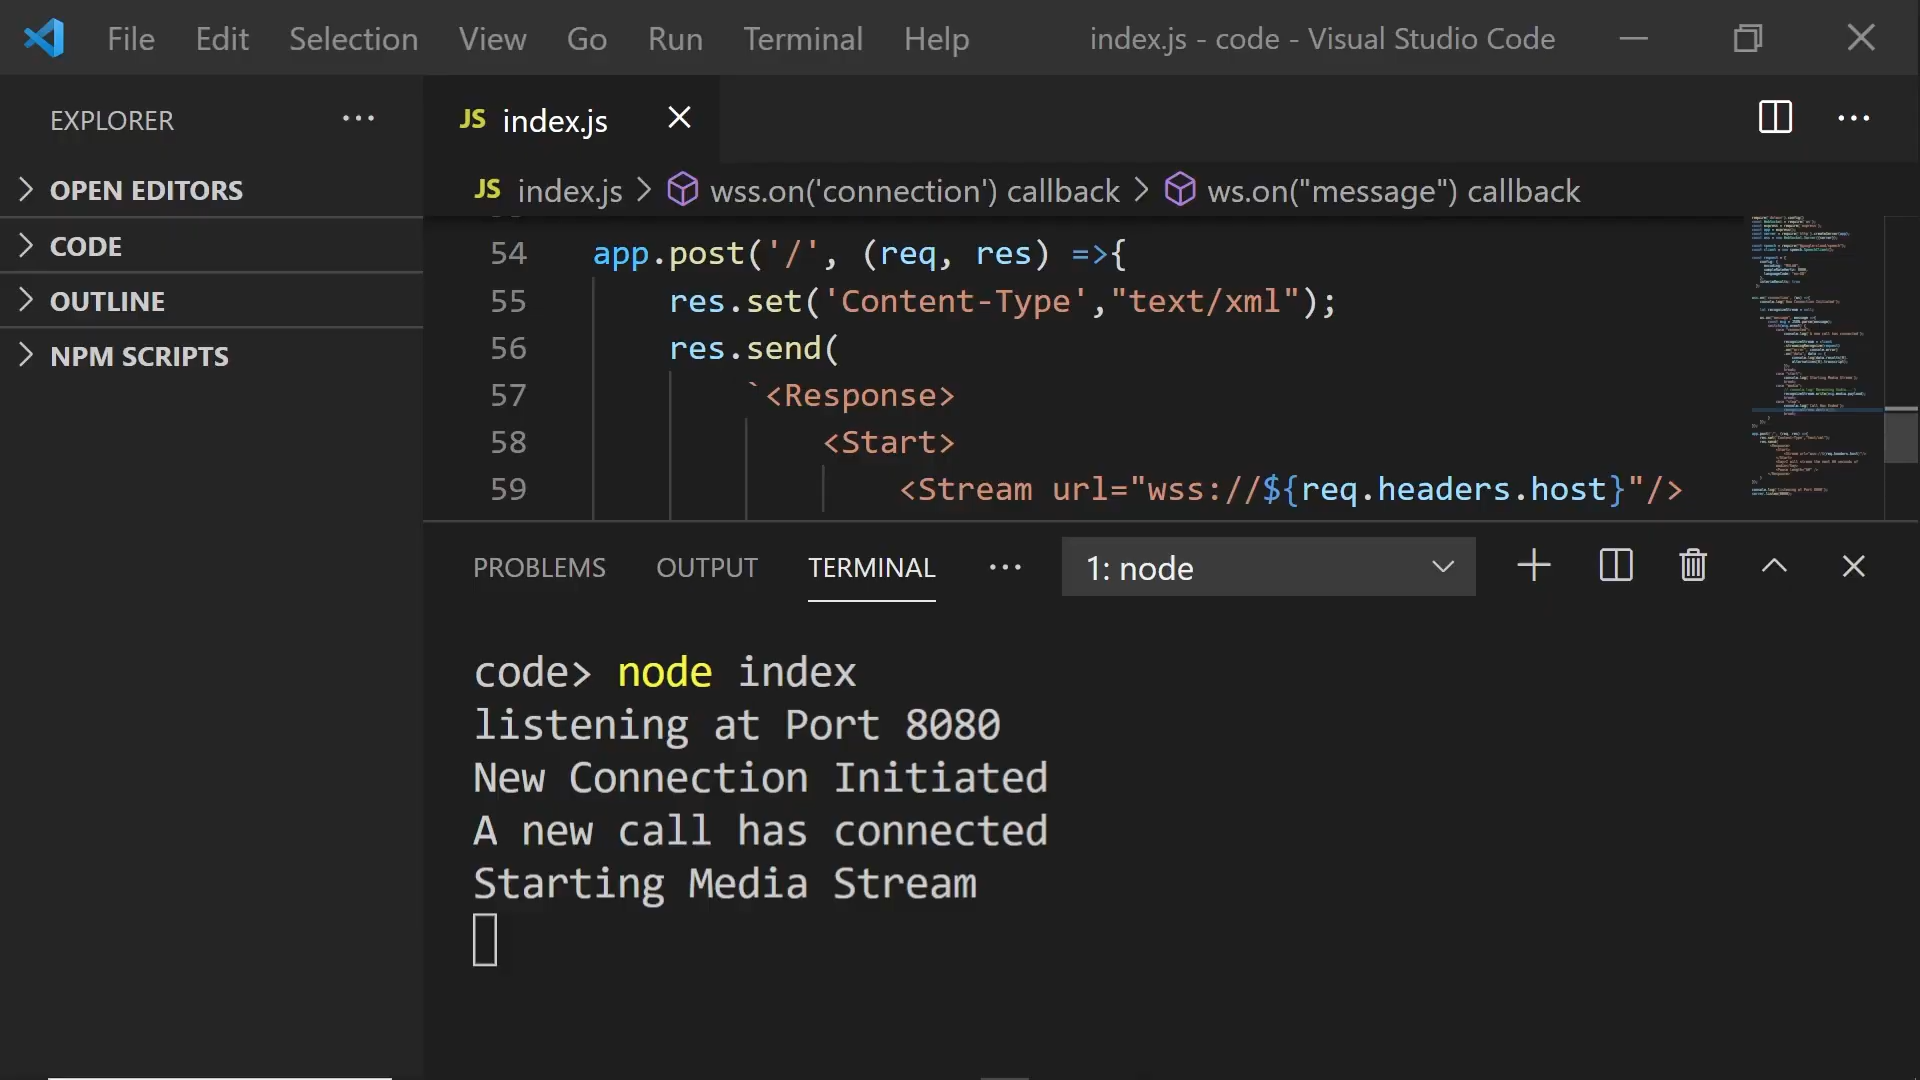 File Edit Selection View Go Run Terminal Help index.js - code - Visual Studio Code
EXPLORER
OPEN EDITORS
CODE
OUTLINE
NPM SCRIPTS
JS index.js
JS index.js > wss.on('connection') callback > ws.on("message") callback
54 app.post('/', (req, res) =>{
55 res.set('Content-Type',"text/xml");
56 res.send(
57 `<Response>
58 <Start>
59 <Stream url="wss://${req.headers.host}"/>
PROBLEMS OUTPUT TERMINAL ··· 1: node
code> node index
listening at Port 8080
New Connection Initiated
A new call has connected
Starting Media Stream